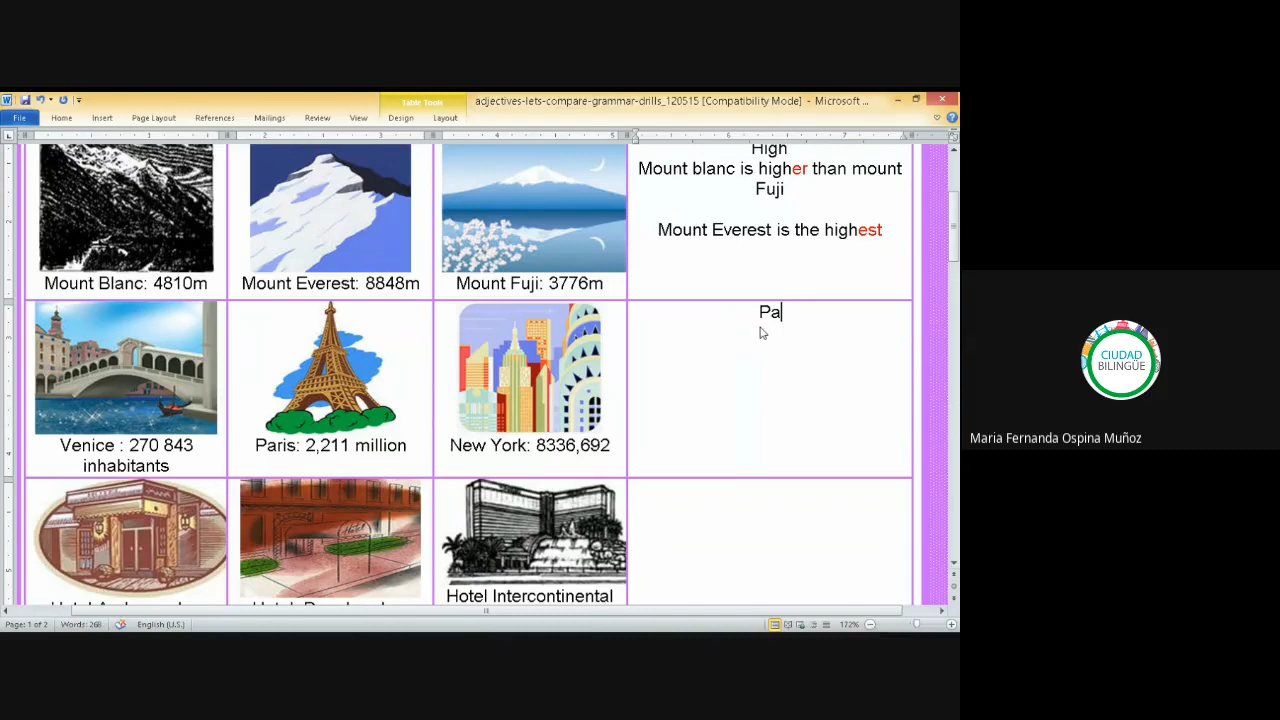 Table Tools
adjectives-lets-compare-grammar-drills_120515 [Compatibility Mode] - Microsoft ...
File Home Insert Page Layout References Mailings Review View Design Layout
High
Mount blanc is higher than mount
Fuji
Mount Everest is the highest
Mount Blanc: 4810m
Mount Everest: 8848m
Mount Fuji: 3776m
Pa
Venice : 270 843
inhabitants
Paris: 2,211 million
New York: 8336,692
Hotel Intercontinental
Page: 1 of 2 Words: 268 English (U.S.) 172%
CIUDAD
BILINGÜE
Maria Fernanda Ospina Muñoz